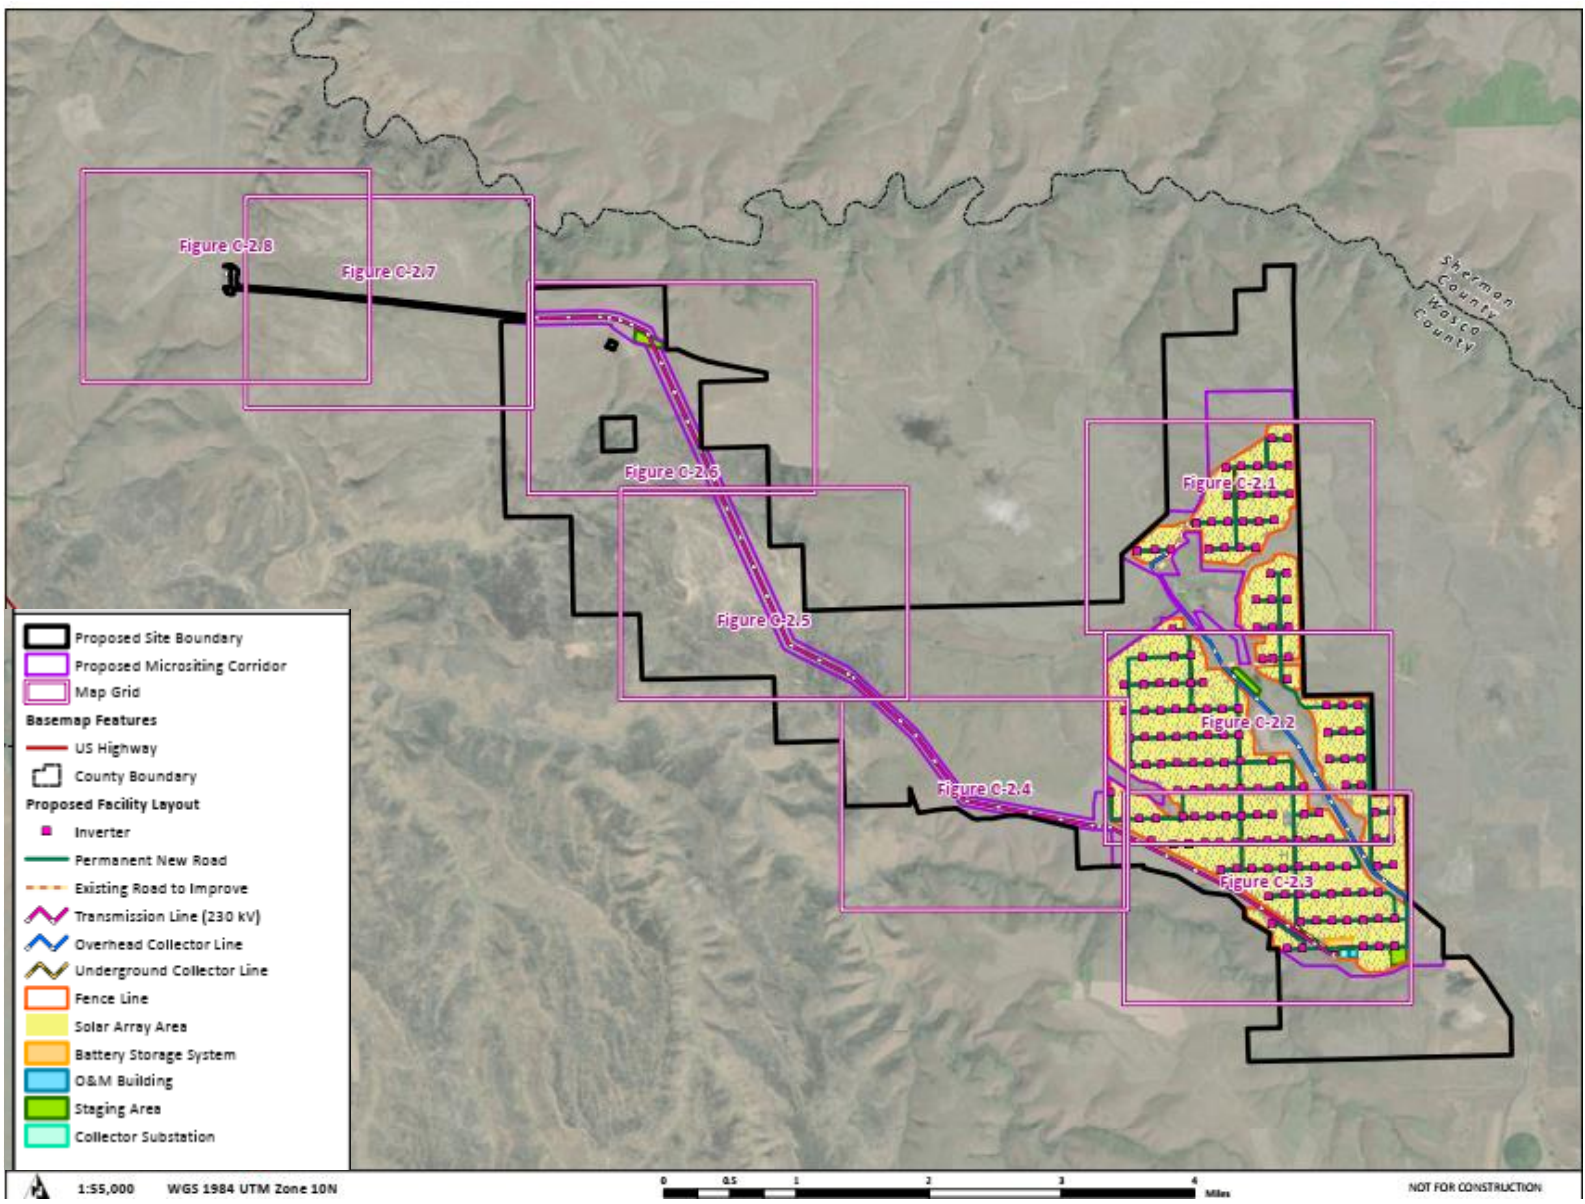 Figure C-2.8
Figure C-2.7
Sherman
County
Wasco
County
Figure C-2.6
Figure C-2.1
Figure C-2.5
Figure C-2.2
Figure C-2.4
Figure C-2.3
Proposed Site Boundary
Proposed Micrositing Corridor
Map Grid
Basemap Features
US Highway
County Boundary
Proposed Facility Layout
Inverter
Permanent New Road
Existing Road to Improve
Transmission Line (230 kV)
Overhead Collector Line
Underground Collector Line
Fence Line
Solar Array Area
Battery Storage System
O&M Building
Staging Area
Collector Substation
N
1:55,000 WGS 1984 UTM Zone 10N
0 0.5 1 2 3 4
Miles
NOT FOR CONSTRUCTION